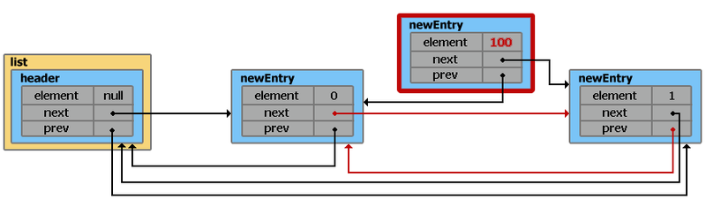 newEntry
element 100
next
prev
list
header
element null
next
prev
newEntry
element 0
next
prev
newEntry
element 1
next
prev